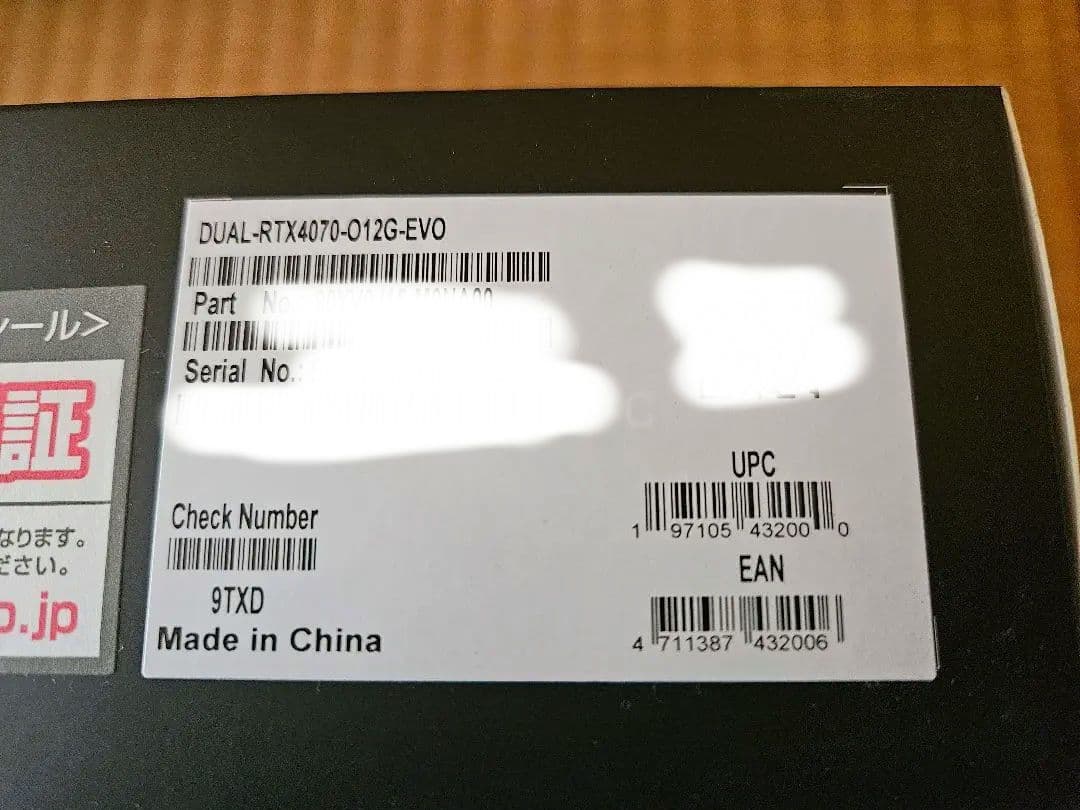 DUAL-RTX4070-O12G-EVO
Part No.
Serial No.:
UPC
1 97105 43200 0
EAN
4 711387 432006
Check Number
9TXD
Made in China
ール>
証
なります。
ださい。
.jp